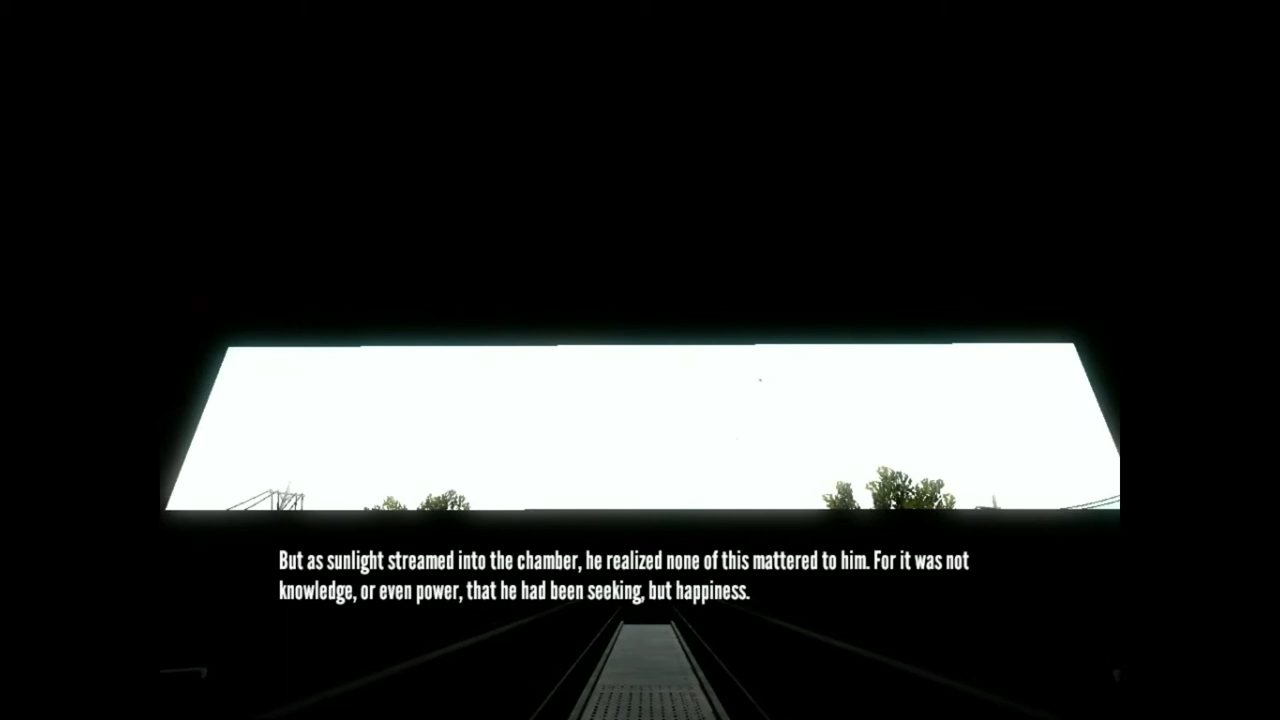 But as sunlight streamed into the chamber, he realized none of this mattered to him. For it was not
knowledge, or even power, that he had been seeking, but happiness.